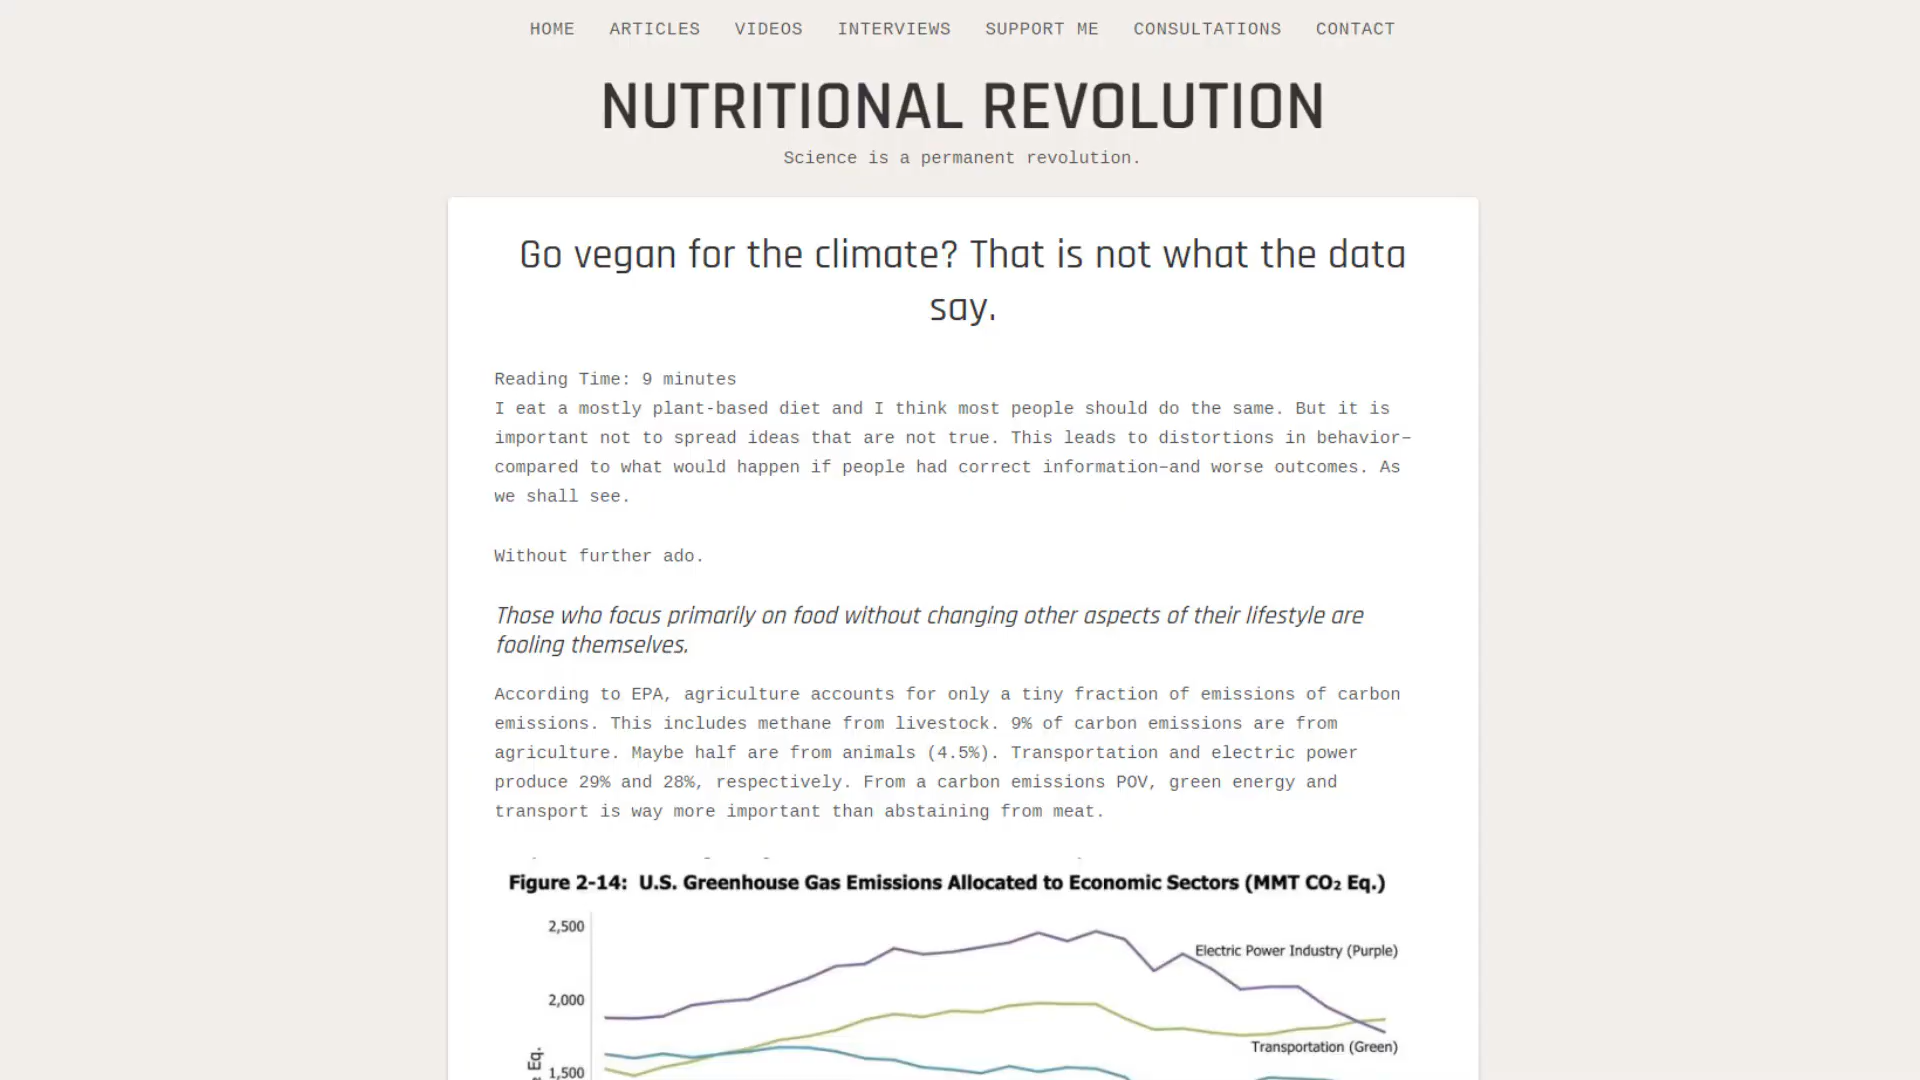 HOME ARTICLES VIDEOS INTERVIEWS SUPPORT ME CONSULTATIONS CONTACT
NUTRITIONAL REVOLUTION
Science is a permanent revolution.
Go vegan for the climate? That is not what the data
say.
Reading Time: 9 minutes
I eat a mostly plant-based diet and I think most people should do the same. But it is
important not to spread ideas that are not true. This leads to distortions in behavior–
compared to what would happen if people had correct information–and worse outcomes. As
we shall see.
Without further ado.
Those who focus primarily on food without changing other aspects of their lifestyle are
fooling themselves.
According to EPA, agriculture accounts for only a tiny fraction of emissions of carbon
emissions. This includes methane from livestock. 9% of carbon emissions are from
agriculture. Maybe half are from animals (4.5%). Transportation and electric power
produce 29% and 28%, respectively. From a carbon emissions POV, green energy and
transport is way more important than abstaining from meat.
Figure 2-14: U.S. Greenhouse Gas Emissions Allocated to Economic Sectors (MMT CO₂ Eq.)
2,500
Electric Power Industry (Purple)
2,000
Transportation (Green)
Eq.
1,500